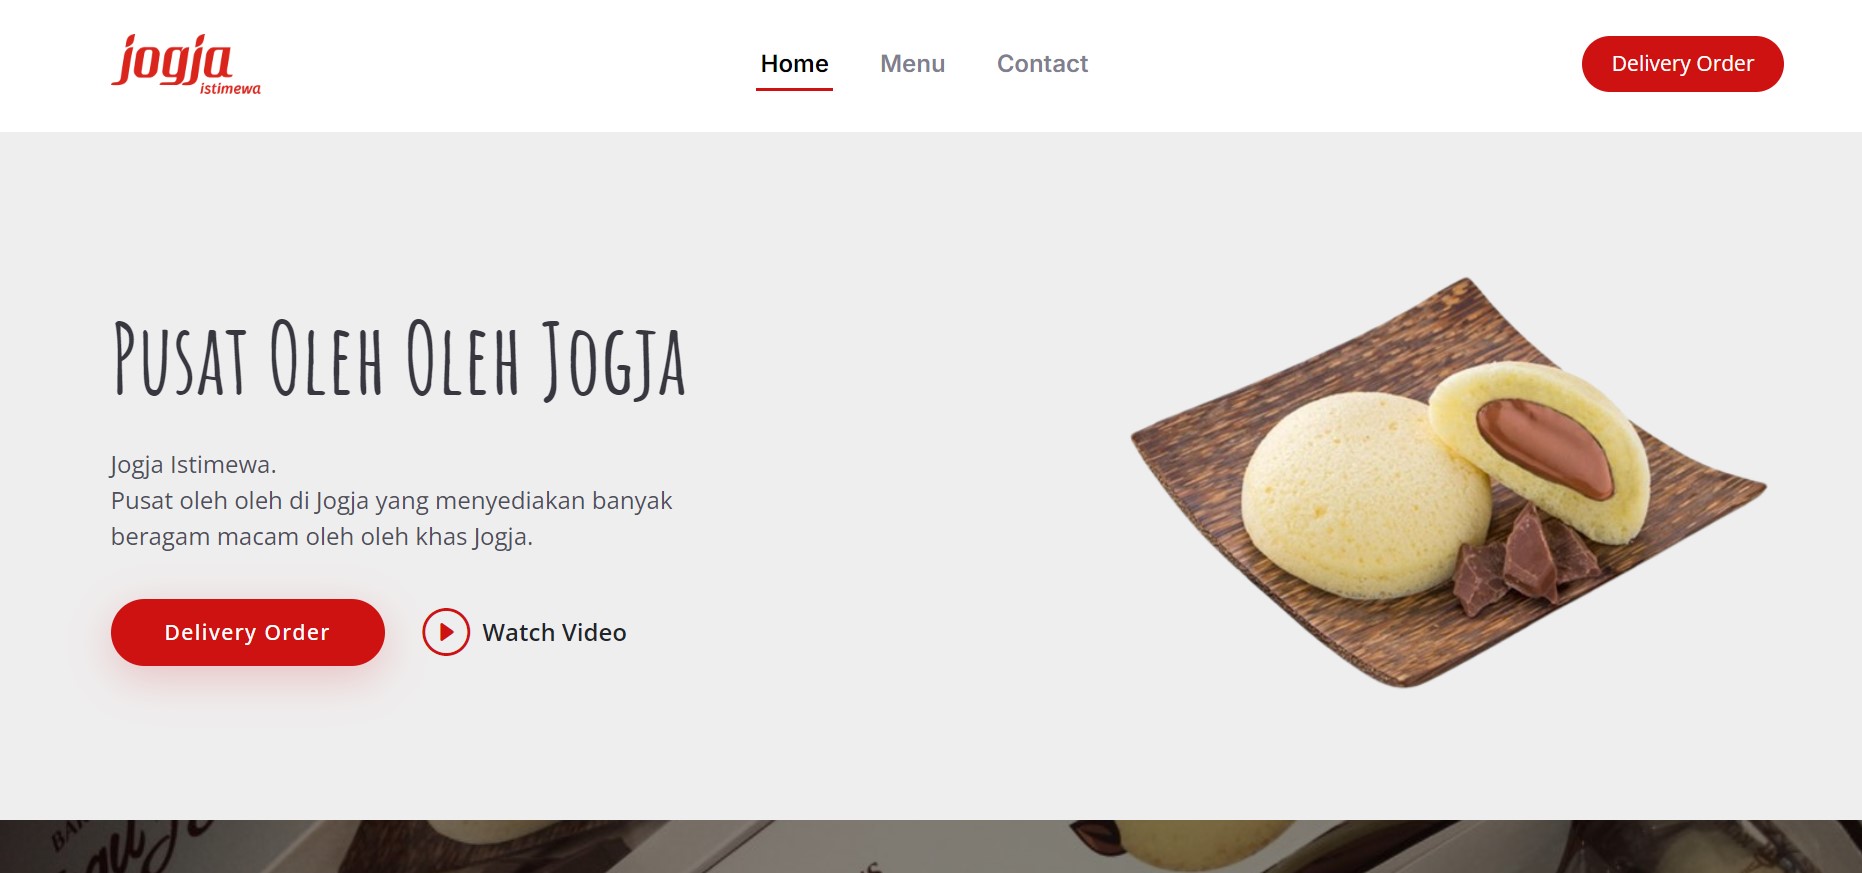 jogja
istimewa
Home Menu Contact
Delivery Order
Pusat Oleh Oleh Jogja
Jogja Istimewa.
Pusat oleh oleh di Jogja yang menyediakan banyak
beragam macam oleh oleh khas Jogja.
Delivery Order
Watch Video